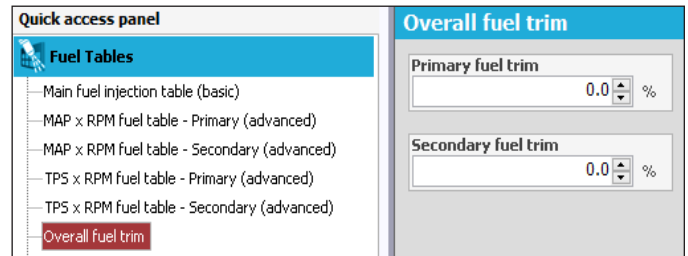 Quick access panel
Fuel Tables
Main fuel injection table (basic)
MAP x RPM fuel table - Primary (advanced)
MAP x RPM fuel table - Secondary (advanced)
TPS x RPM fuel table - Primary (advanced)
TPS x RPM fuel table - Secondary (advanced)
Overall fuel trim
Overall fuel trim
Primary fuel trim
0.0 %
Secondary fuel trim
0.0 %